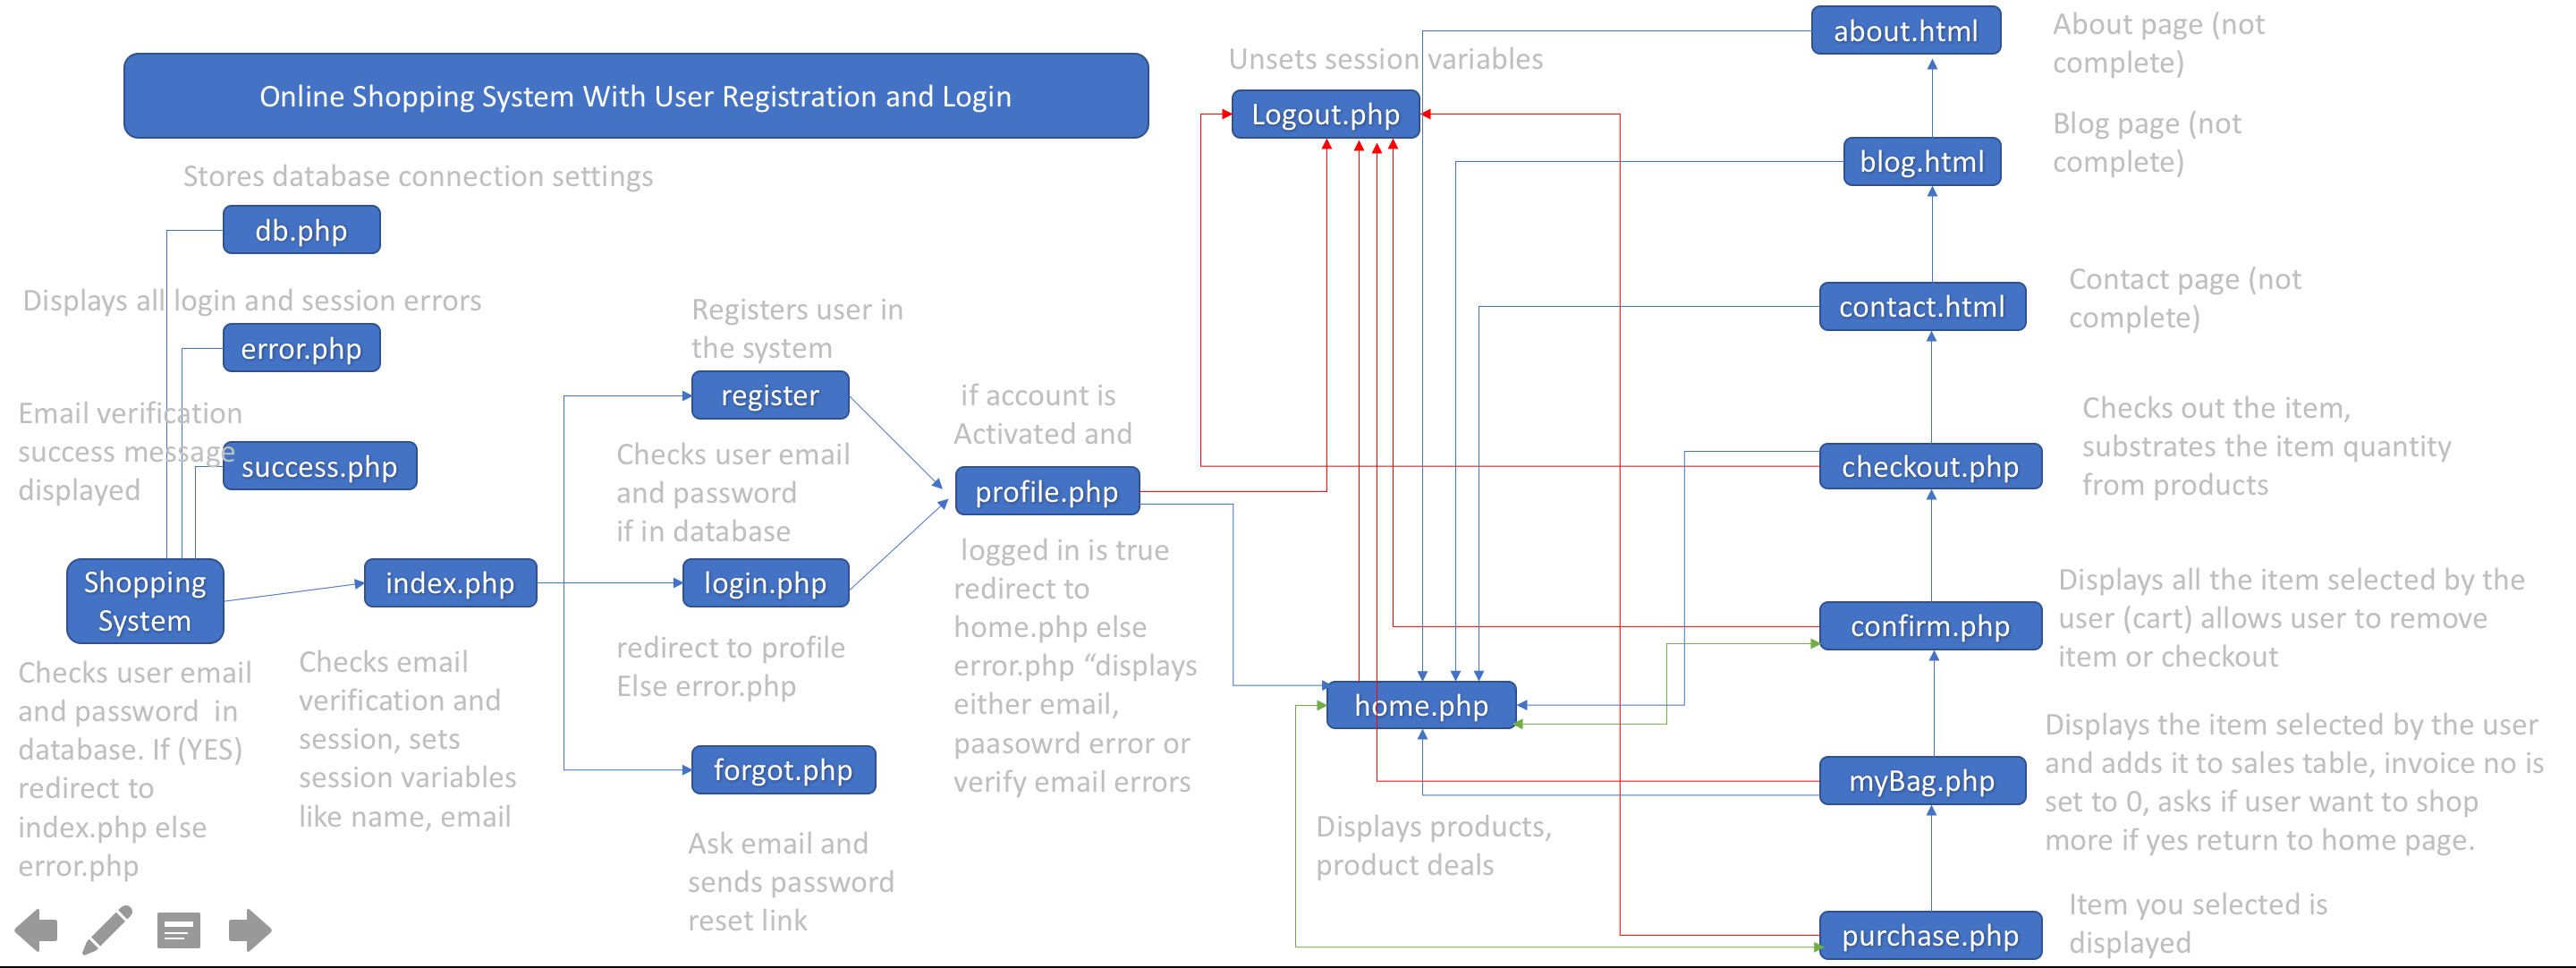 Online Shopping System With User Registration and Login
Stores database connection settings
db.php
Displays all login and session errors
error.php
Email verification
success message
displayed
success.php
Shopping
System
Checks user email
and password  in
database. If (YES)
redirect to
index.php else
error.php
index.php
Checks email
verification and
session, sets
session variables
like name, email
Registers user in
the system
register
Checks user email
and password
if in database
login.php
redirect to profile
Else error.php
forgot.php
Ask email and
sends password
reset link
if account is
Activated and
profile.php
logged in is true
redirect to
home.php else
error.php “displays
either email,
paasowrd error or
verify email errors
Unsets session variables
Logout.php
home.php
Displays products,
product deals
about.html
About page (not
complete)
blog.html
Blog page (not
complete)
contact.html
Contact page (not
complete)
checkout.php
Checks out the item,
substrates the item quantity
from products
confirm.php
Displays all the item selected by the
user (cart) allows user to remove
item or checkout
myBag.php
Displays the item selected by the user
and adds it to sales table, invoice no is
set to 0, asks if user want to shop
more if yes return to home page.
purchase.php
Item you selected is
displayed